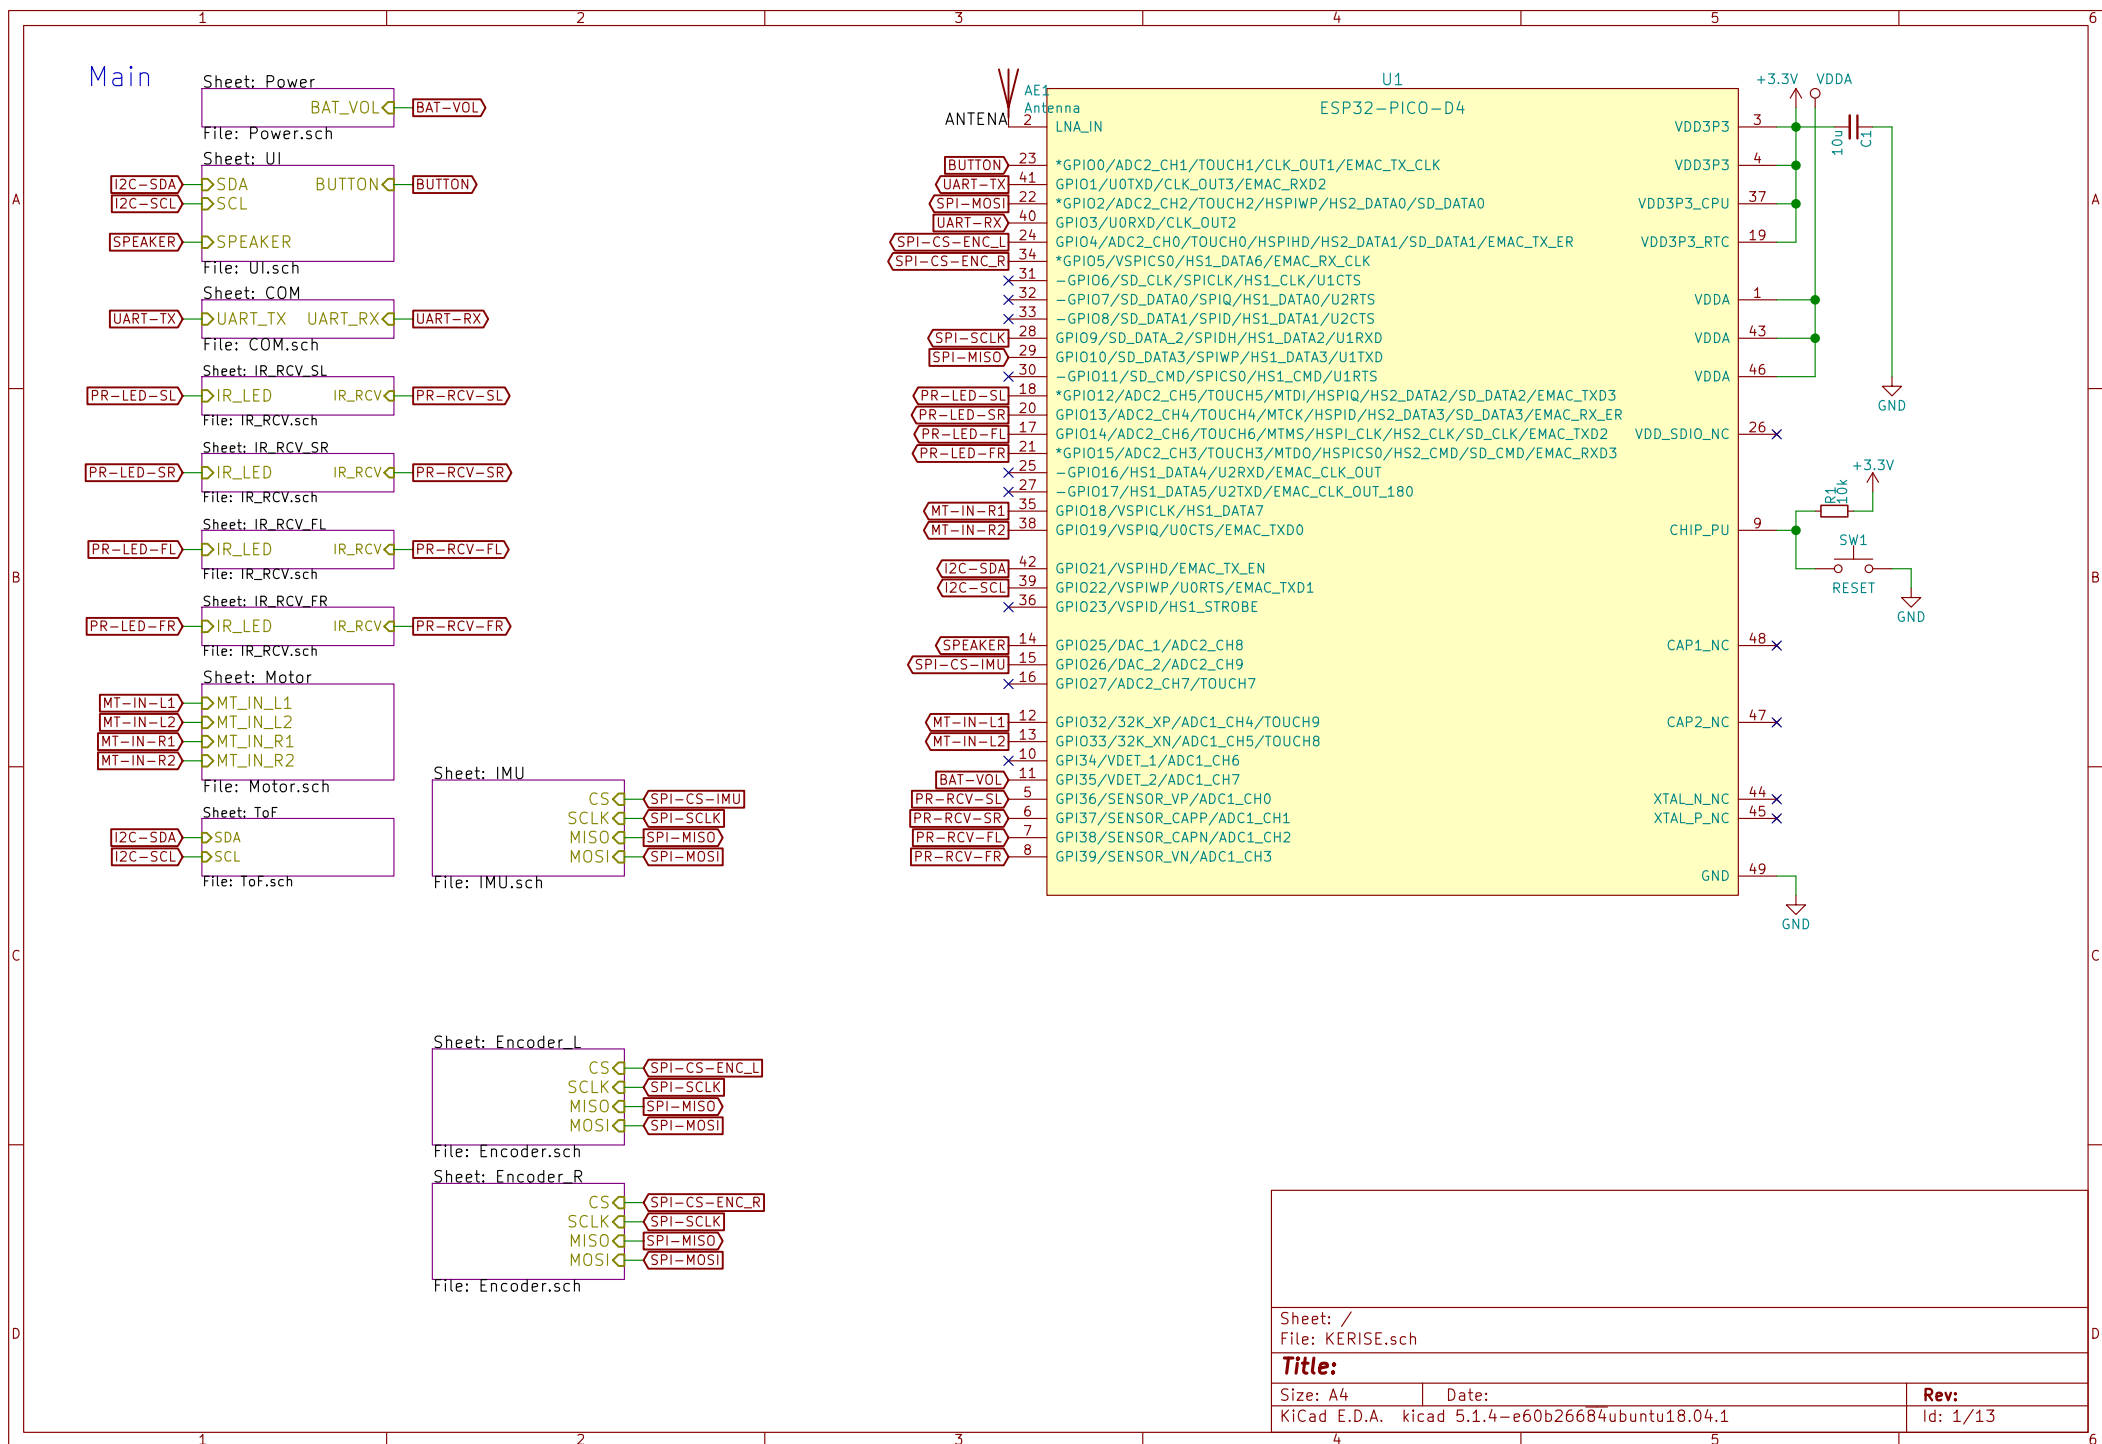 1 2 3 4 5 6
A
B
C
D
Main
Sheet: Power
BAT_VOL BAT-VOL
File: Power.sch
Sheet: UI
I2C-SDA SDA BUTTON BUTTON
I2C-SCL SCL
SPEAKER SPEAKER
File: UI.sch
Sheet: COM
UART-TX UART_TX UART_RX UART-RX
File: COM.sch
Sheet: IR_RCV_SL
PR-LED-SL IR_LED IR_RCV PR-RCV-SL
File: IR_RCV.sch
Sheet: IR_RCV_SR
PR-LED-SR IR_LED IR_RCV PR-RCV-SR
File: IR_RCV.sch
Sheet: IR_RCV_FL
PR-LED-FL IR_LED IR_RCV PR-RCV-FL
File: IR_RCV.sch
Sheet: IR_RCV_FR
PR-LED-FR IR_LED IR_RCV PR-RCV-FR
File: IR_RCV.sch
Sheet: Motor
MT-IN-L1 MT_IN_L1
MT-IN-L2 MT_IN_L2
MT-IN-R1 MT_IN_R1
MT-IN-R2 MT_IN_R2
File: Motor.sch
Sheet: ToF
I2C-SDA SDA
I2C-SCL SCL
File: ToF.sch
Sheet: IMU
CS SPI-CS-IMU
SCLK SPI-SCLK
MISO SPI-MISO
MOSI SPI-MOSI
File: IMU.sch
Sheet: Encoder_L
CS SPI-CS-ENC_L
SCLK SPI-SCLK
MISO SPI-MISO
MOSI SPI-MOSI
File: Encoder.sch
Sheet: Encoder_R
CS SPI-CS-ENC_R
SCLK SPI-SCLK
MISO SPI-MISO
MOSI SPI-MOSI
File: Encoder.sch
U1
ESP32-PICO-D4
AE1
Antenna
ANTENA 2 LNA_IN
BUTTON 23 *GPIO0/ADC2_CH1/TOUCH1/CLK_OUT1/EMAC_TX_CLK
UART-TX 41 GPIO1/U0TXD/CLK_OUT3/EMAC_RXD2
SPI-MOSI 22 *GPIO2/ADC2_CH2/TOUCH2/HSPIWP/HS2_DATA0/SD_DATA0
UART-RX 40 GPIO3/U0RXD/CLK_OUT2
SPI-CS-ENC_L 24 GPIO4/ADC2_CH0/TOUCH0/HSPIHD/HS2_DATA1/SD_DATA1/EMAC_TX_ER
SPI-CS-ENC_R 34 *GPIO5/VSPICS0/HS1_DATA6/EMAC_RX_CLK
31 -GPIO6/SD_CLK/SPICLK/HS1_CLK/U1CTS
32 -GPIO7/SD_DATA0/SPIQ/HS1_DATA0/U2RTS
33 -GPIO8/SD_DATA1/SPID/HS1_DATA1/U2CTS
SPI-SCLK 28 GPIO9/SD_DATA_2/SPIDH/HS1_DATA2/U1RXD
SPI-MISO 29 GPIO10/SD_DATA3/SPIWP/HS1_DATA3/U1TXD
30 -GPIO11/SD_CMD/SPICS0/HS1_CMD/U1RTS
PR-LED-SL 18 *GPIO12/ADC2_CH5/TOUCH5/MTDI/HSPIQ/HS2_DATA2/SD_DATA2/EMAC_TXD3
PR-LED-SR 20 GPIO13/ADC2_CH4/TOUCH4/MTCK/HSPID/HS2_DATA3/SD_DATA3/EMAC_RX_ER
PR-LED-FL 17 GPIO14/ADC2_CH6/TOUCH6/MTMS/HSPI_CLK/HS2_CLK/SD_CLK/EMAC_TXD2
PR-LED-FR 21 *GPIO15/ADC2_CH3/TOUCH3/MTDO/HSPICS0/HS2_CMD/SD_CMD/EMAC_RXD3
25 -GPIO16/HS1_DATA4/U2RXD/EMAC_CLK_OUT
27 -GPIO17/HS1_DATA5/U2TXD/EMAC_CLK_OUT_180
MT-IN-R1 35 GPIO18/VSPICLK/HS1_DATA7
MT-IN-R2 38 GPIO19/VSPIQ/U0CTS/EMAC_TXD0
I2C-SDA 42 GPIO21/VSPIHD/EMAC_TX_EN
I2C-SCL 39 GPIO22/VSPIWP/U0RTS/EMAC_TXD1
36 GPIO23/VSPID/HS1_STROBE
SPEAKER 14 GPIO25/DAC_1/ADC2_CH8
SPI-CS-IMU 15 GPIO26/DAC_2/ADC2_CH9
16 GPIO27/ADC2_CH7/TOUCH7
MT-IN-L1 12 GPIO32/32K_XP/ADC1_CH4/TOUCH9
MT-IN-L2 13 GPIO33/32K_XN/ADC1_CH5/TOUCH8
10 GPI34/VDET_1/ADC1_CH6
BAT-VOL 11 GPI35/VDET_2/ADC1_CH7
PR-RCV-SL 5 GPI36/SENSOR_VP/ADC1_CH0
PR-RCV-SR 6 GPI37/SENSOR_CAPP/ADC1_CH1
PR-RCV-FL 7 GPI38/SENSOR_CAPN/ADC1_CH2
PR-RCV-FR 8 GPI39/SENSOR_VN/ADC1_CH3
+3.3V VDDA
VDD3P3 3
10u C1
VDD3P3 4
VDD3P3_CPU 37
VDD3P3_RTC 19
VDDA 1
VDDA 43
VDDA 46
GND
VDD_SDIO_NC 26
+3.3V
R1 10k
CHIP_PU 9
SW1
RESET
GND
CAP1_NC 48
CAP2_NC 47
XTAL_N_NC 44
XTAL_P_NC 45
GND 49
GND
A
B
C
D
Sheet: /
File: KERISE.sch
Title:
Size: A4 Date: Rev:
KiCad E.D.A. kicad 5.1.4-e60b26684ubuntu18.04.1 Id: 1/13
1 2 3 4 5 6